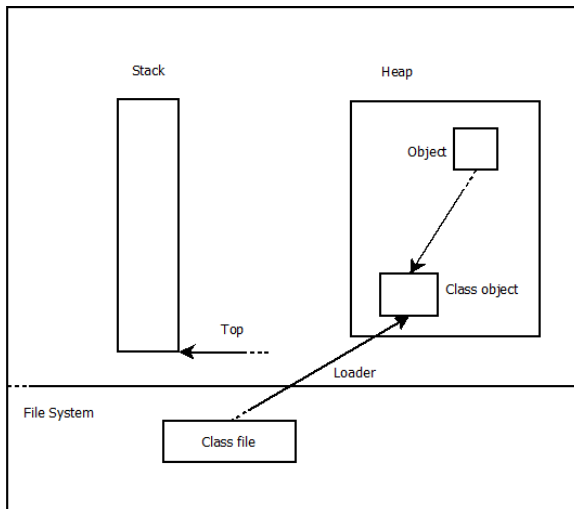 Stack
Heap
Object
Class object
Top
Loader
File System
Class file